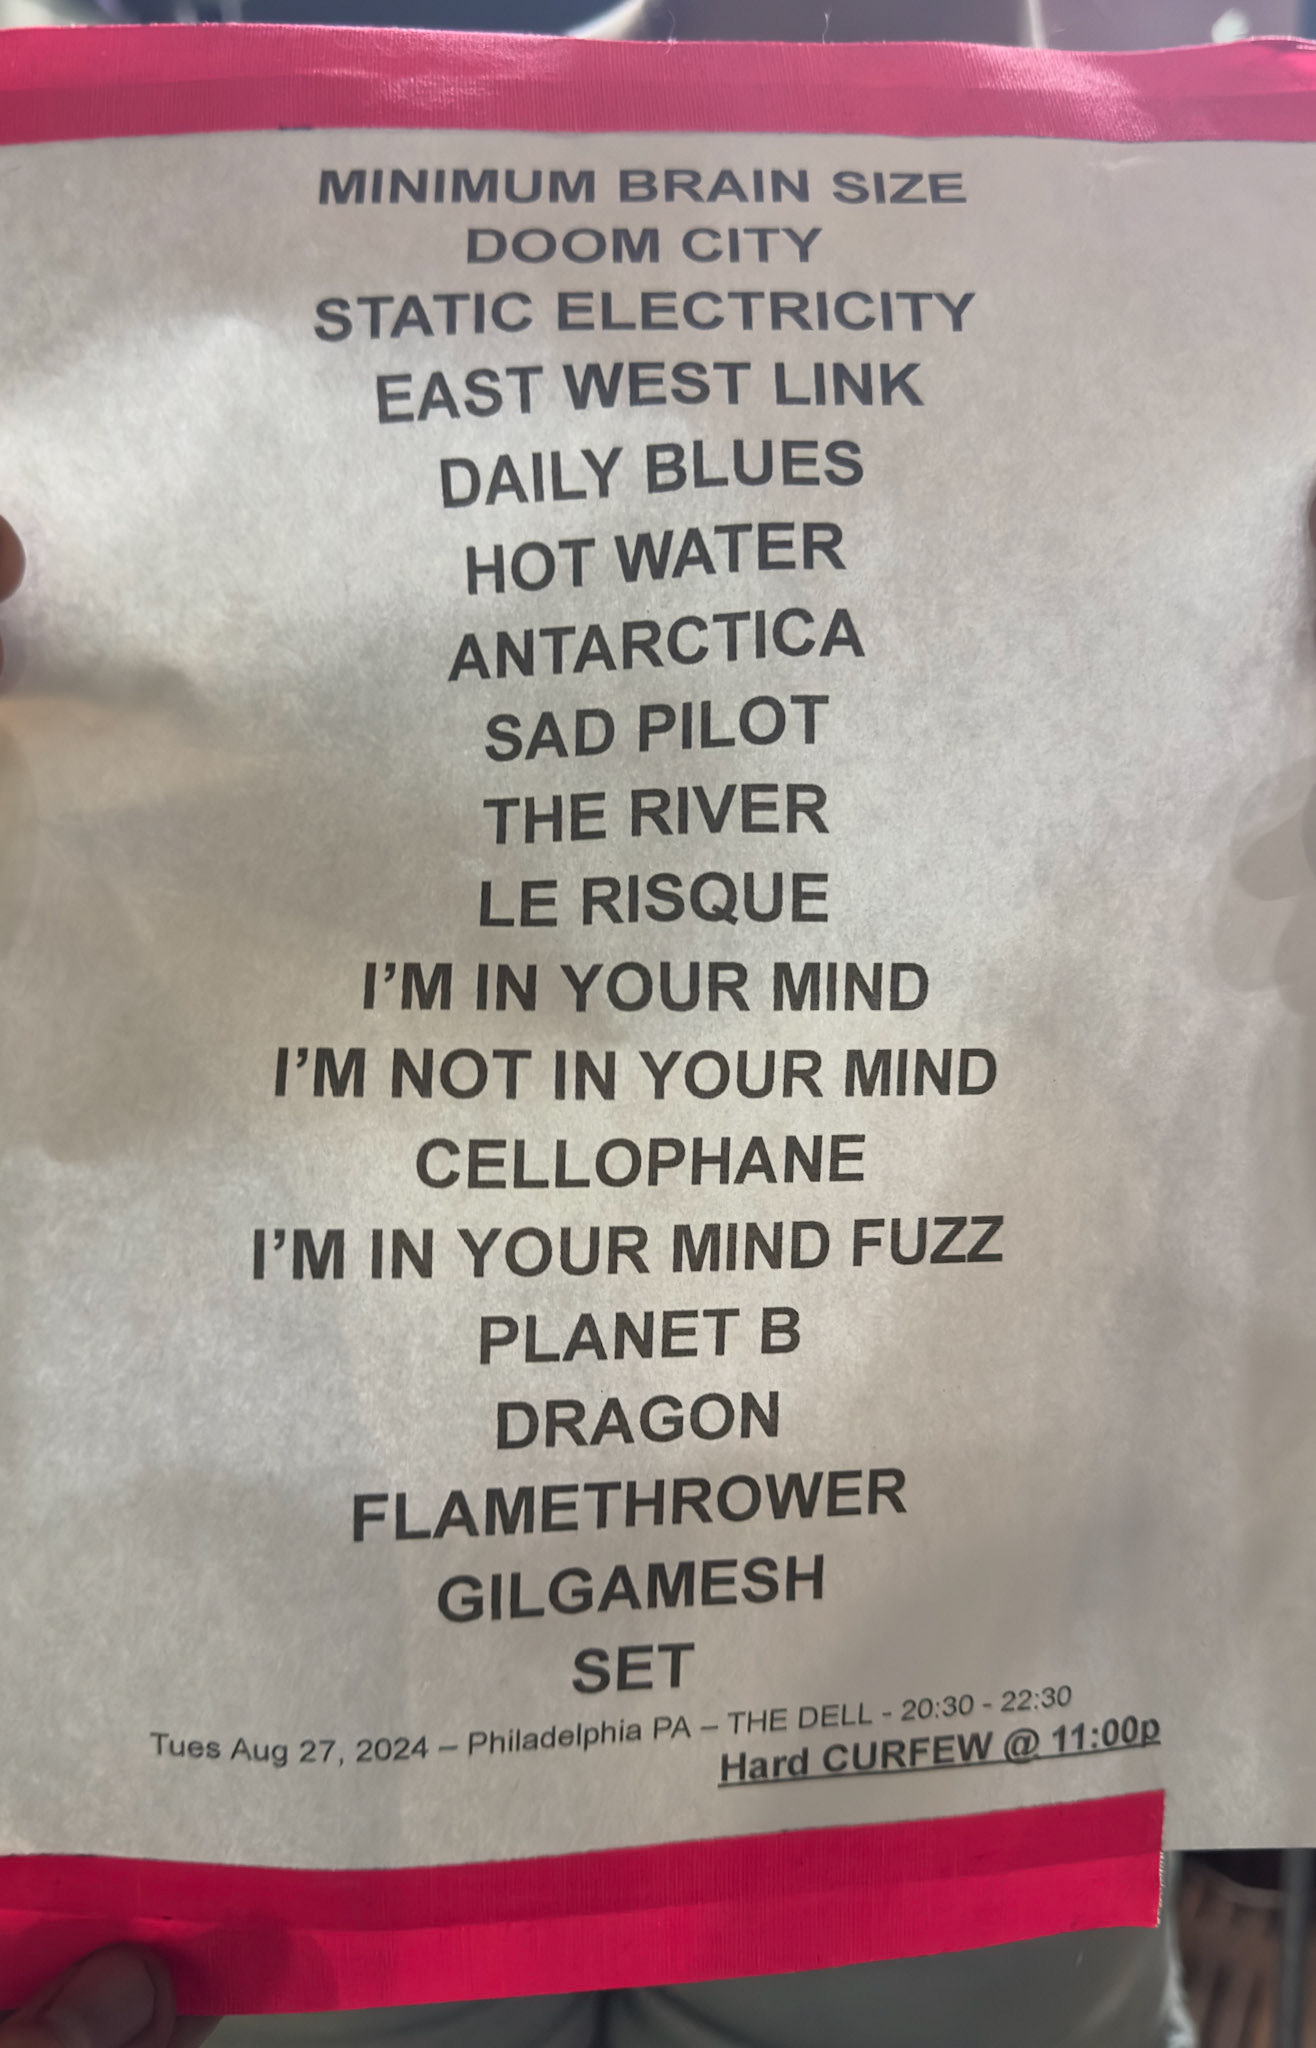 MINIMUM BRAIN SIZE
DOOM CITY
STATIC ELECTRICITY
EAST WEST LINK
DAILY BLUES
HOT WATER
ANTARCTICA
SAD PILOT
THE RIVER
LE RISQUE
I'M IN YOUR MIND
I'M NOT IN YOUR MIND
CELLOPHANE
I'M IN YOUR MIND FUZZ
PLANET B
DRAGON
FLAMETHROWER
GILGAMESH
SET
Tues Aug 27, 2024 – Philadelphia PA – THE DELL - 20:30 - 22:30
Hard CURFEW @ 11:00p